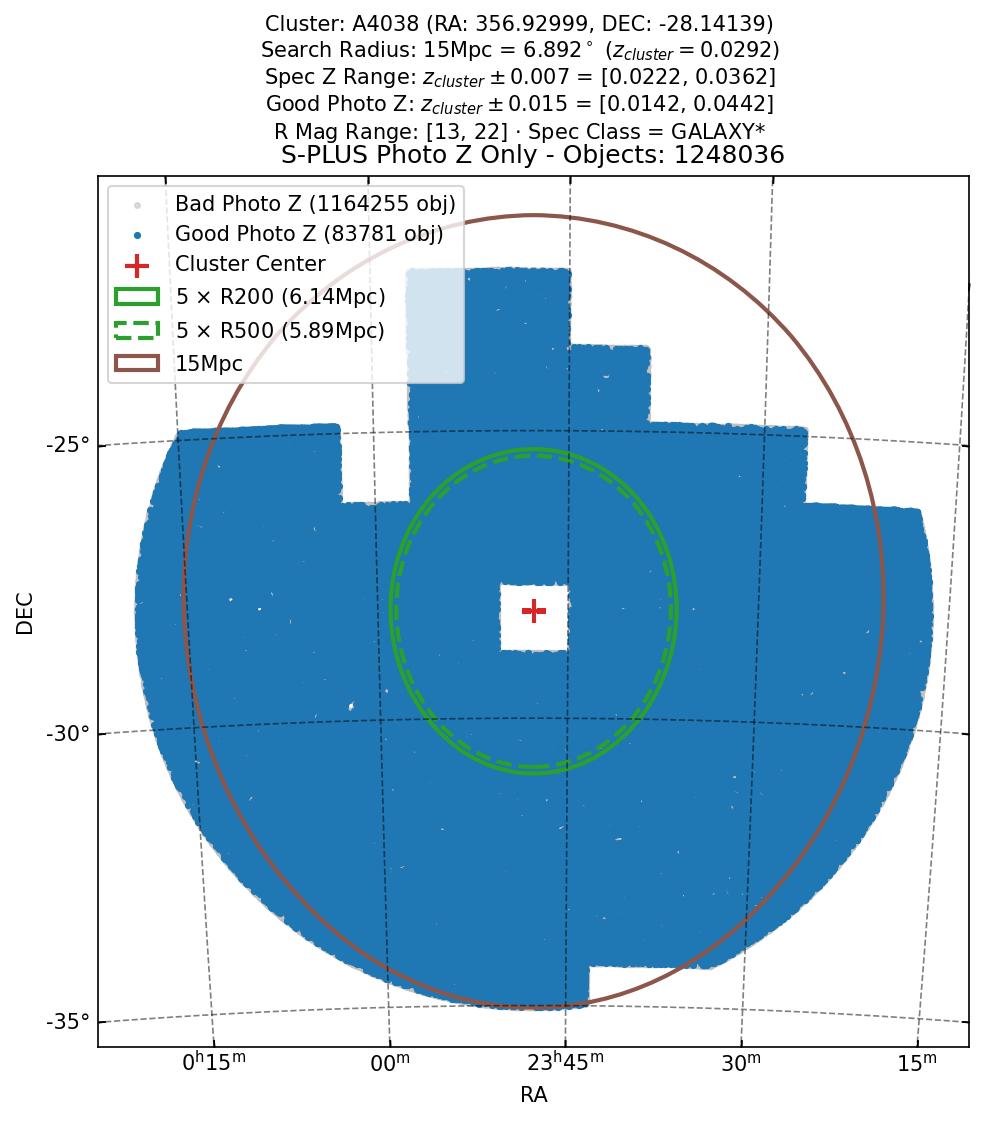 Cluster: A4038 (RA: 356.92999, DEC: -28.14139)
Search Radius: 15Mpc = 6.892° (z_cluster = 0.0292)
Spec Z Range: z_cluster ± 0.007 = [0.0222, 0.0362]
Good Photo Z: z_cluster ± 0.015 = [0.0142, 0.0442]
R Mag Range: [13, 22] · Spec Class = GALAXY*
S-PLUS Photo Z Only - Objects: 1248036
Bad Photo Z (1164255 obj)
Good Photo Z (83781 obj)
Cluster Center
5 × R200 (6.14Mpc)
5 × R500 (5.89Mpc)
15Mpc
-25°
-30°
-35°
DEC
0h15m 00m 23h45m 30m 15m
RA